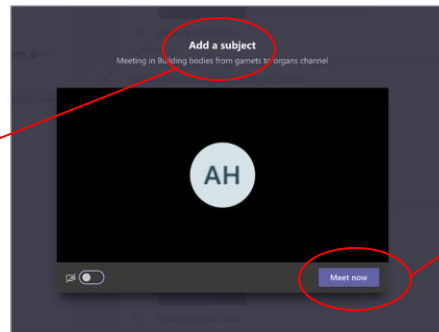 Add a subject
Meeting in Building bodies from gamets to organs channel
AH
Meet now